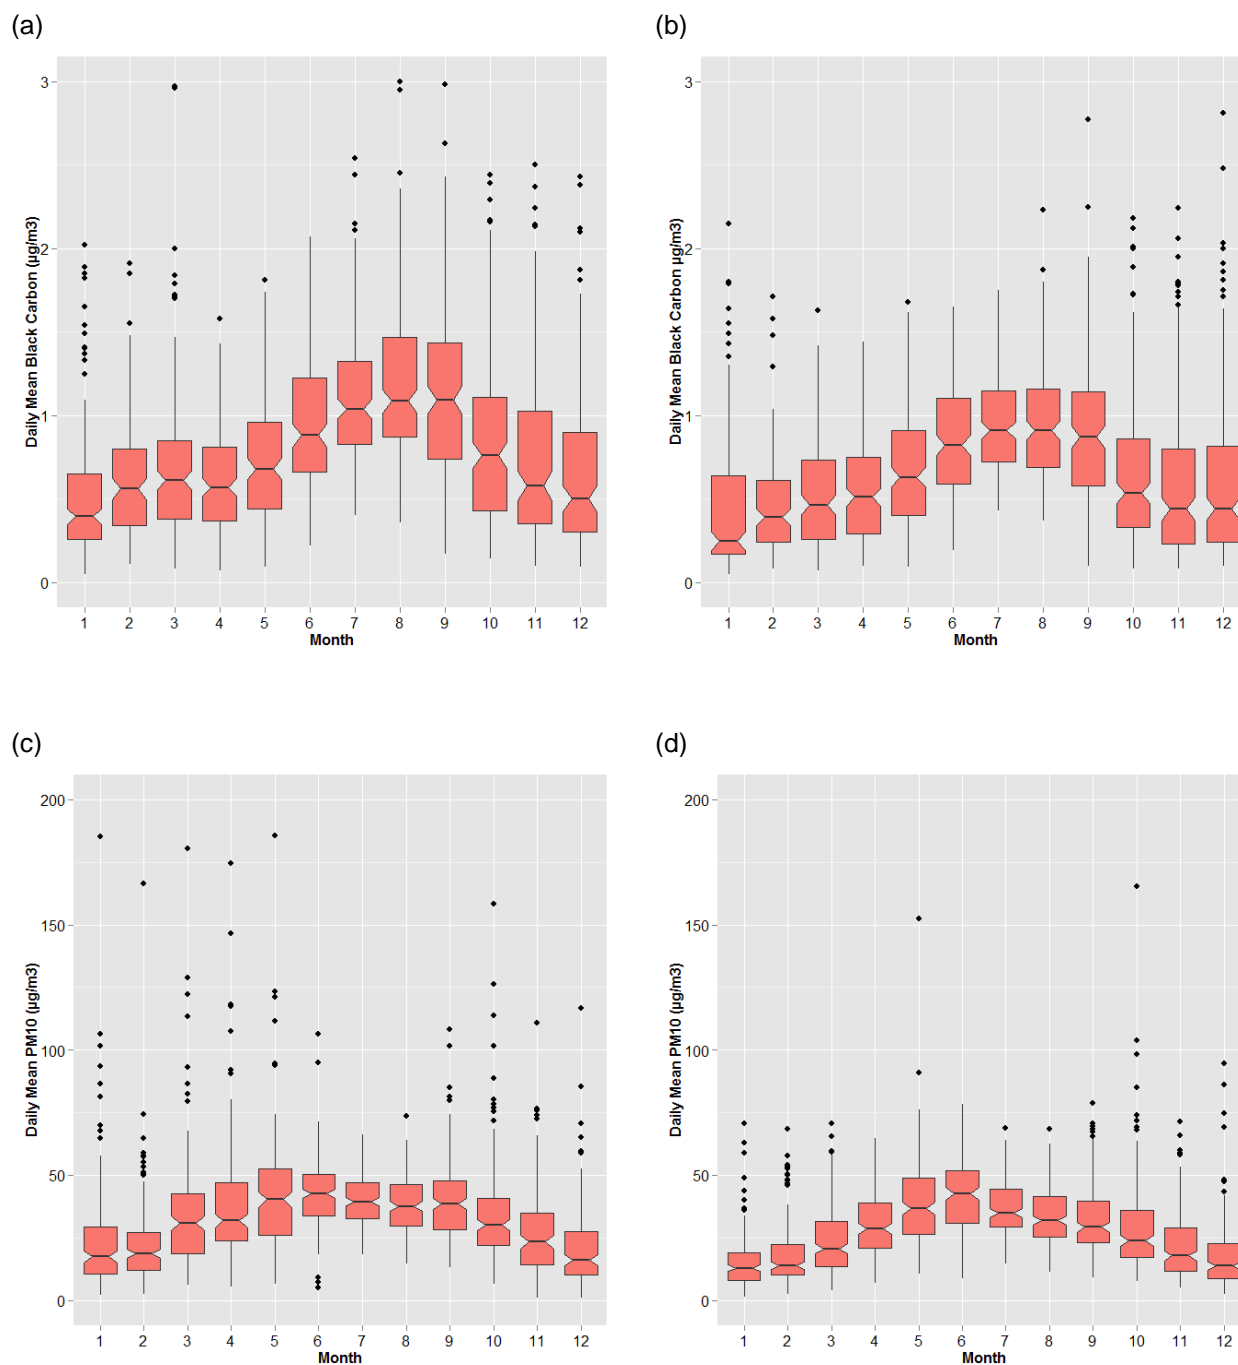 (a)
(b)
3
2
1
0
Daily Mean Black Carbon (µg/m3)
1 2 3 4 5 6 7 8 9 10 11 12
Month
3
2
1
0
Daily Mean Black Carbon µg/m3)
1 2 3 4 5 6 7 8 9 10 11 12
Month
(c)
(d)
200
150
100
50
0
Daily Mean PM10 (µg/m3)
1 2 3 4 5 6 7 8 9 10 11 12
Month
200
150
100
50
0
Daily Mean PM10 (µg/m3)
1 2 3 4 5 6 7 8 9 10 11 12
Month